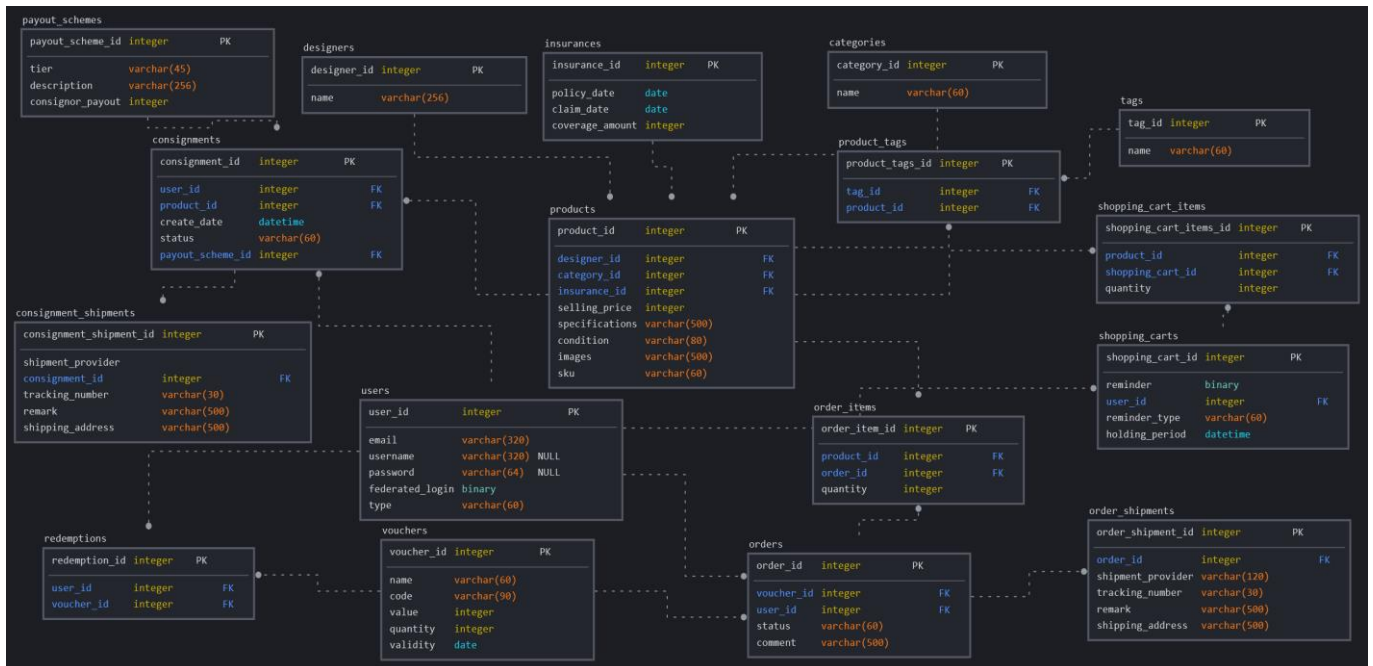 payout_schemes
payout_scheme_id integer PK
tier varchar(45)
description varchar(256)
consignor_payout integer
designers
designer_id integer PK
name varchar(256)
insurances
insurance_id integer PK
policy_date date
claim_date date
coverage_amount integer
categories
category_id integer PK
name varchar(60)
tags
tag_id integer PK
name varchar(60)
consignments
consignment_id integer PK
user_id integer FK
product_id integer FK
create_date datetime
status varchar(60)
payout_scheme_id integer FK
product_tags
product_tags_id integer PK
tag_id integer FK
product_id integer FK
products
product_id integer PK
designer_id integer FK
category_id integer FK
insurance_id integer FK
selling_price integer
specifications varchar(500)
condition varchar(80)
images varchar(500)
sku varchar(60)
shopping_cart_items
shopping_cart_items_id integer PK
product_id integer FK
shopping_cart_id integer FK
quantity integer
consignment_shipments
consignment_shipment_id integer PK
shipment_provider
consignment_id integer FK
tracking_number varchar(30)
remark varchar(500)
shipping_address varchar(500)
shopping_carts
shopping_cart_id integer PK
reminder binary
user_id integer FK
reminder_type varchar(60)
holding_period datetime
users
user_id integer PK
email varchar(320)
username varchar(320) NULL
password varchar(64) NULL
federated_login binary
type varchar(60)
order_items
order_item_id integer PK
product_id integer FK
order_id integer FK
quantity integer
redemptions
redemption_id integer PK
user_id integer FK
voucher_id integer FK
vouchers
voucher_id integer PK
name varchar(60)
code varchar(90)
value integer
quantity integer
validity date
orders
order_id integer PK
voucher_id integer FK
user_id integer FK
status varchar(60)
comment varchar(500)
order_shipments
order_shipment_id integer PK
order_id integer FK
shipment_provider varchar(120)
tracking_number varchar(30)
remark varchar(500)
shipping_address varchar(500)